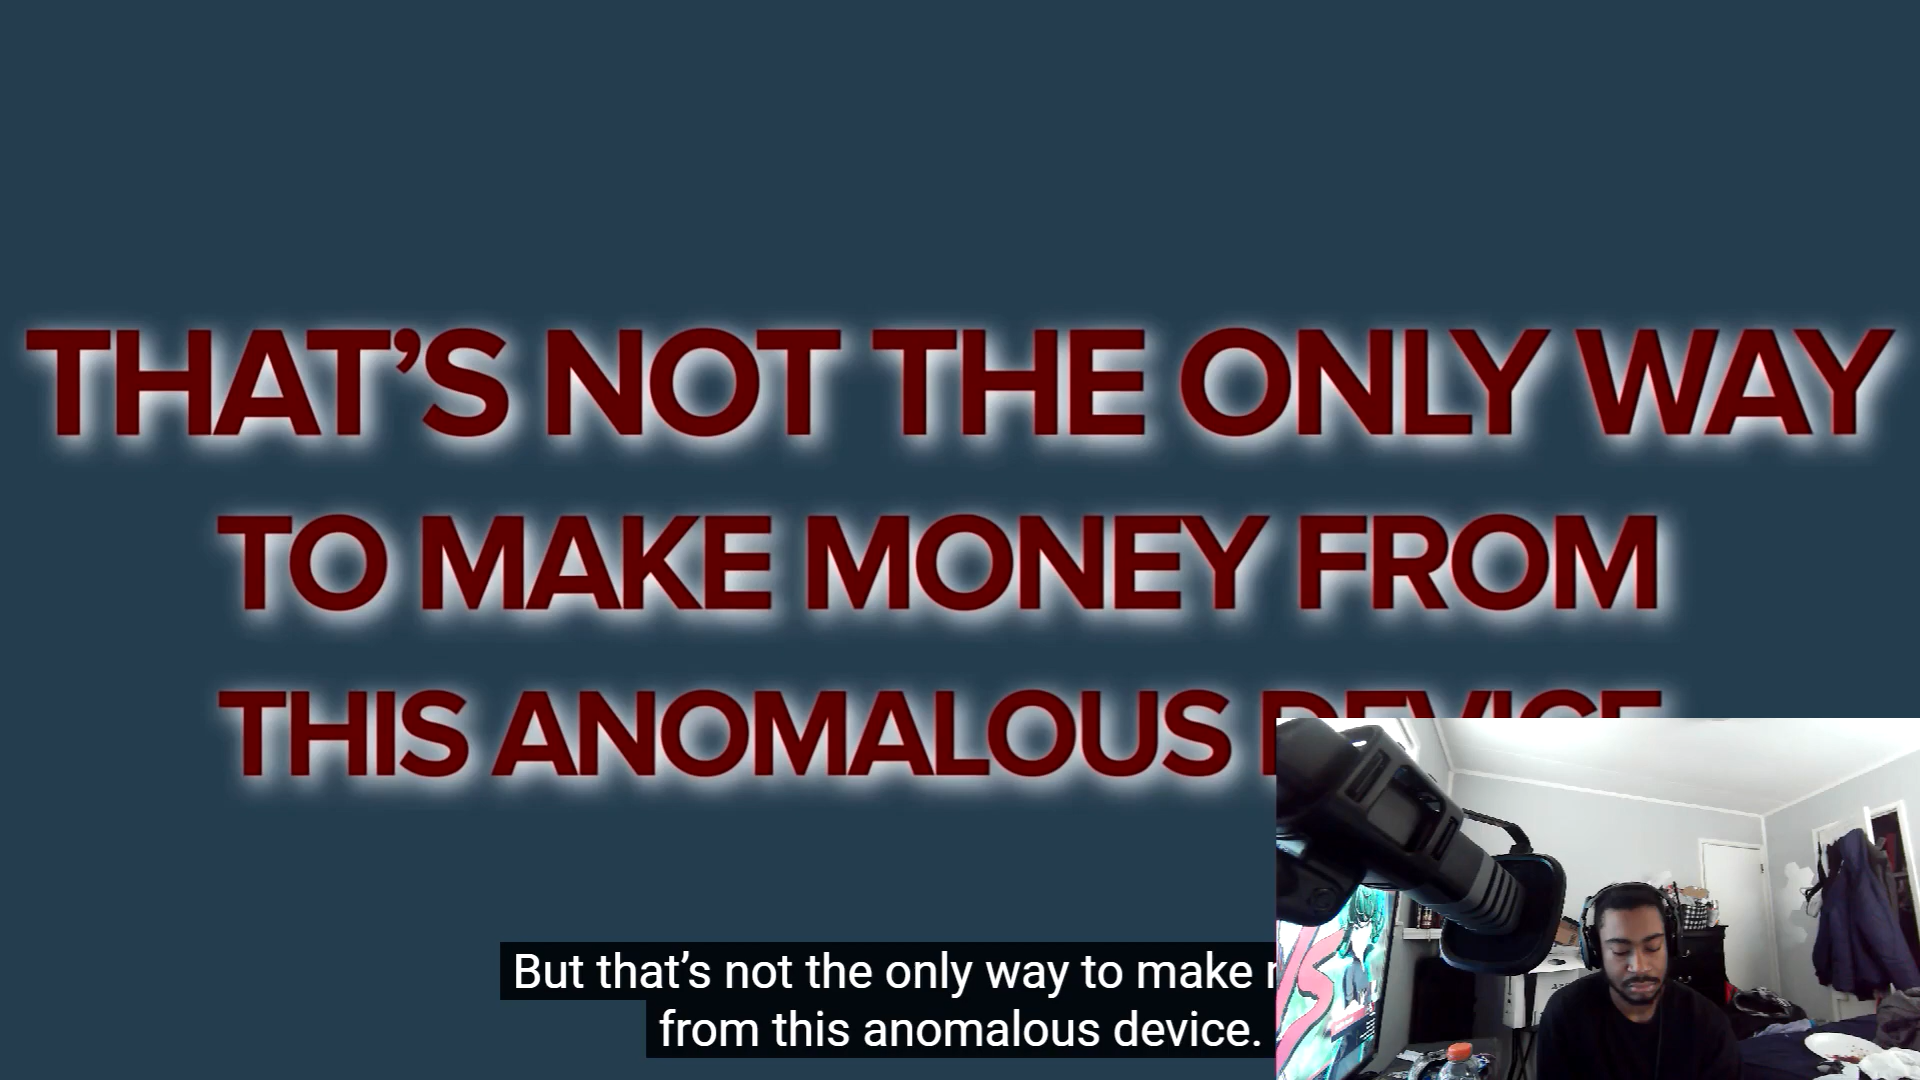 THAT'S NOT THE ONLY WAY
TO MAKE MONEY FROM
THIS ANOMALOUS DEVICE
But that's not the only way to make
from this anomalous device.